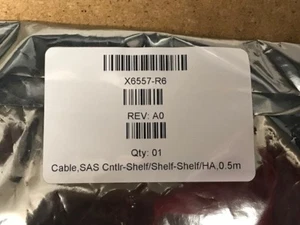 X6557-R6
REV: A0
Qty: 01
Cable,SAS Cntlr-Shelf/Shelf-Shelf/HA,0.5m